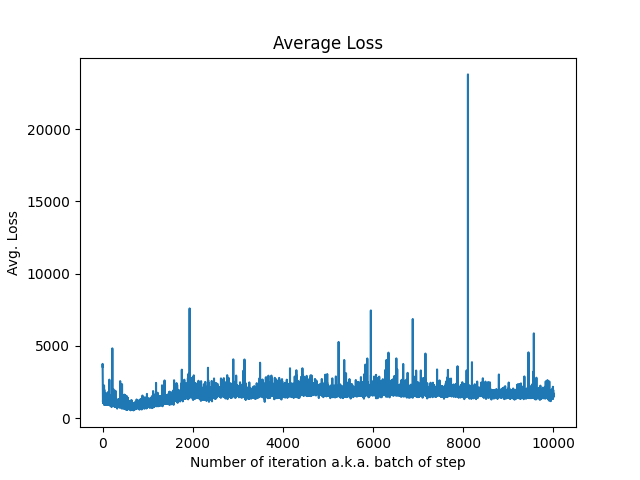 Average Loss
Avg. Loss
20000
15000
10000
5000
0
0 2000 4000 6000 8000 10000
Number of iteration a.k.a. batch of step